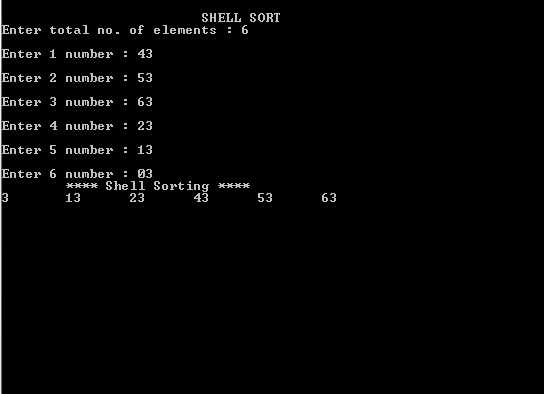 SHELL SORT
Enter total no. of elements : 6
Enter 1 number : 43
Enter 2 number : 53
Enter 3 number : 63
Enter 4 number : 23
Enter 5 number : 13
Enter 6 number : 03
**** Shell Sorting ****
3 13 23 43 53 63